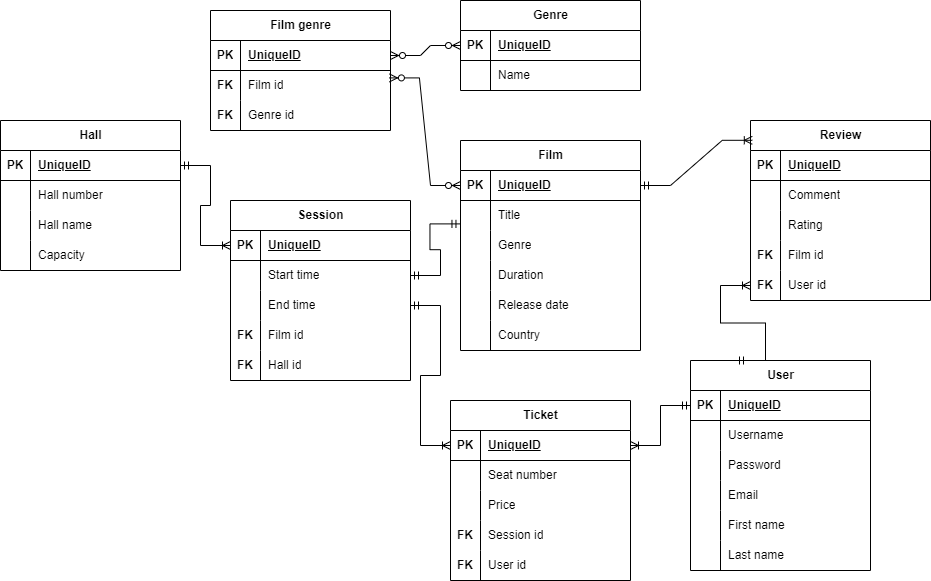 Film genre
PK UniqueID
FK Film id
FK Genre id
Genre
PK UniqueID
Name
Hall
PK UniqueID
Hall number
Hall name
Capacity
Session
PK UniqueID
Start time
End time
FK Film id
FK Hall id
Film
PK UniqueID
Title
Genre
Duration
Release date
Country
Review
PK UniqueID
Comment
Rating
FK Film id
FK User id
Ticket
PK UniqueID
Seat number
Price
FK Session id
FK User id
User
PK UniqueID
Username
Password
Email
First name
Last name